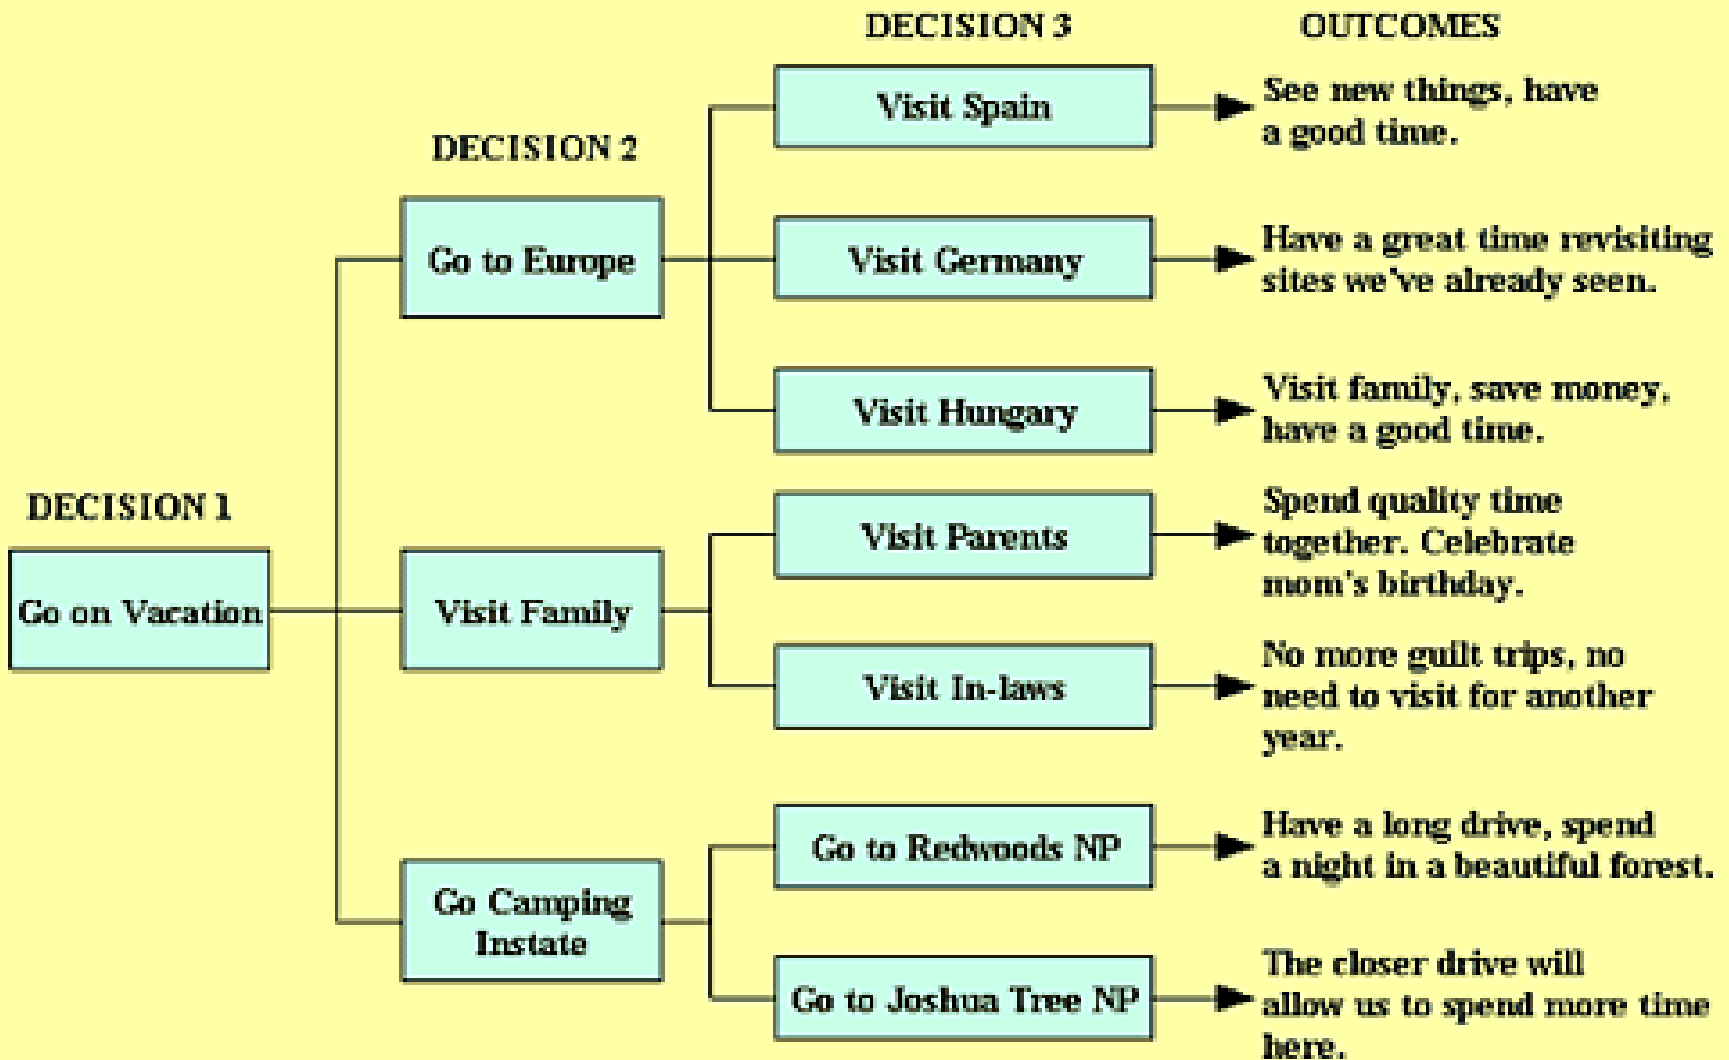 DECISION 3
OUTCOMES
Visit Spain
See new things, have
a good time.
DECISION 2
Go to Europe
Visit Germany
Have a great time revisiting
sites we've already seen.
Visit Hungary
Visit family, save money,
have a good time.
DECISION 1
Go on Vacation
Visit Family
Visit Parents
Spend quality time
together. Celebrate
mom's birthday.
Visit In-laws
No more guilt trips, no
need to visit for another
year.
Go Camping
Instate
Go to Redwoods NP
Have a long drive, spend
a night in a beautiful forest.
Go to Joshua Tree NP
The closer drive will
allow us to spend more time
here.